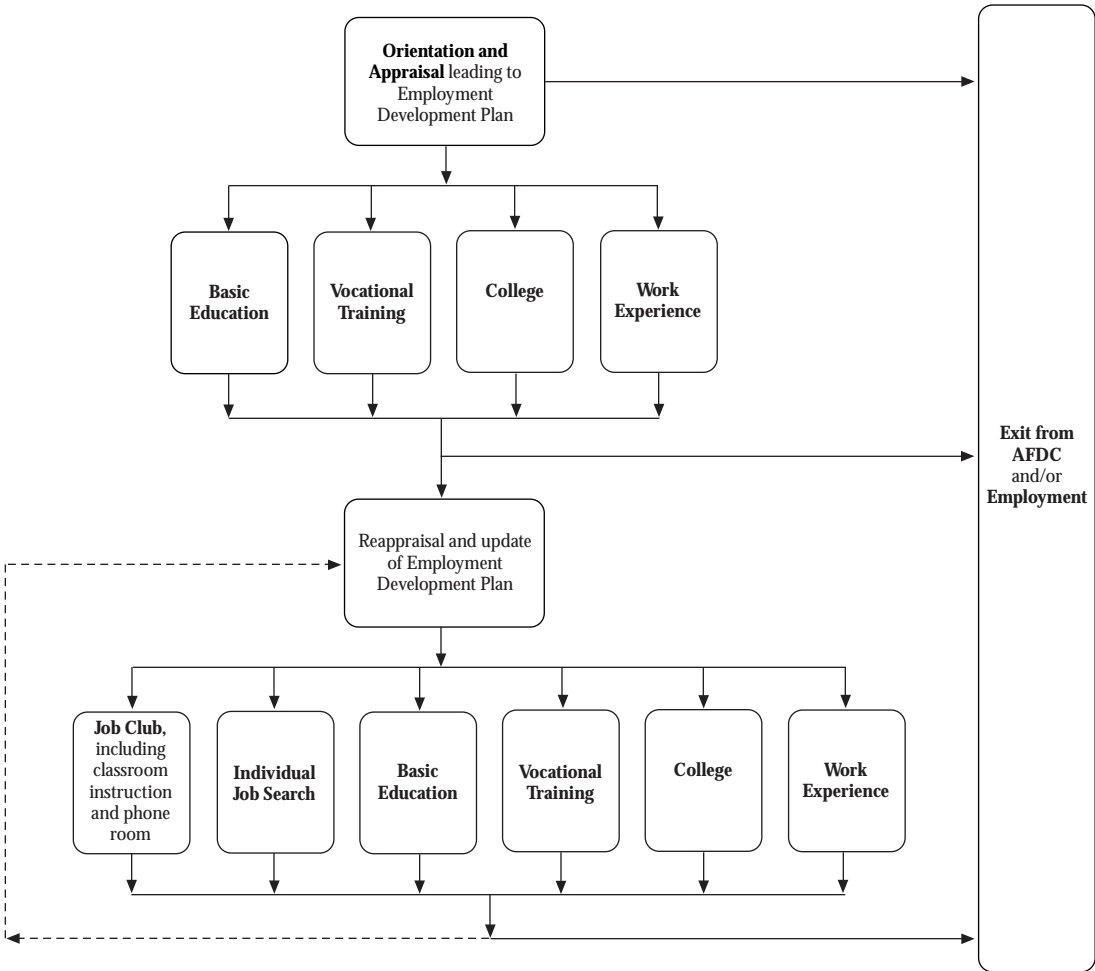 Orientation and
Appraisal leading to
Employment
Development Plan
Basic
Education
Vocational
Training
College
Work
Experience
Exit from
AFDC
and/or
Employment
Reappraisal and update
of Employment
Development Plan
Job Club,
including
classroom
instruction
and phone
room
Individual
Job Search
Basic
Education
Vocational
Training
College
Work
Experience